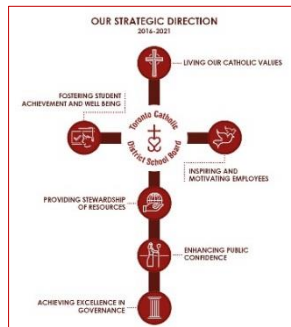 OUR STRATEGIC DIRECTION
2016-2021
LIVING OUR CATHOLIC VALUES
FOSTERING STUDENT
ACHIEVEMENT AND WELL BEING
Toronto Catholic
District School Board
INSPIRING AND
MOTIVATING EMPLOYEES
PROVIDING STEWARDSHIP
OF RESOURCES
ENHANCING PUBLIC
CONFIDENCE
ACHIEVING EXCELLENCE IN
GOVERNANCE